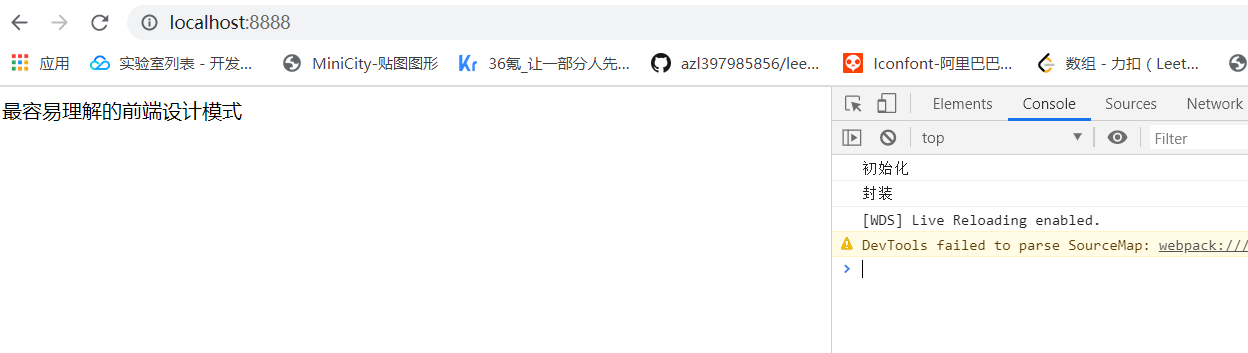 localhost:8888
应用 实验室列表 - 开发... MiniCity-贴图图形 36氪_让一部分人先... azl397985856/lee... Iconfont-阿里巴巴... 数组 - 力扣 ( Leet...
最容易理解的前端设计模式
Elements Console Sources Network
top Filter
初始化
封装
[WDS] Live Reloading enabled.
DevTools failed to parse SourceMap: webpack:///